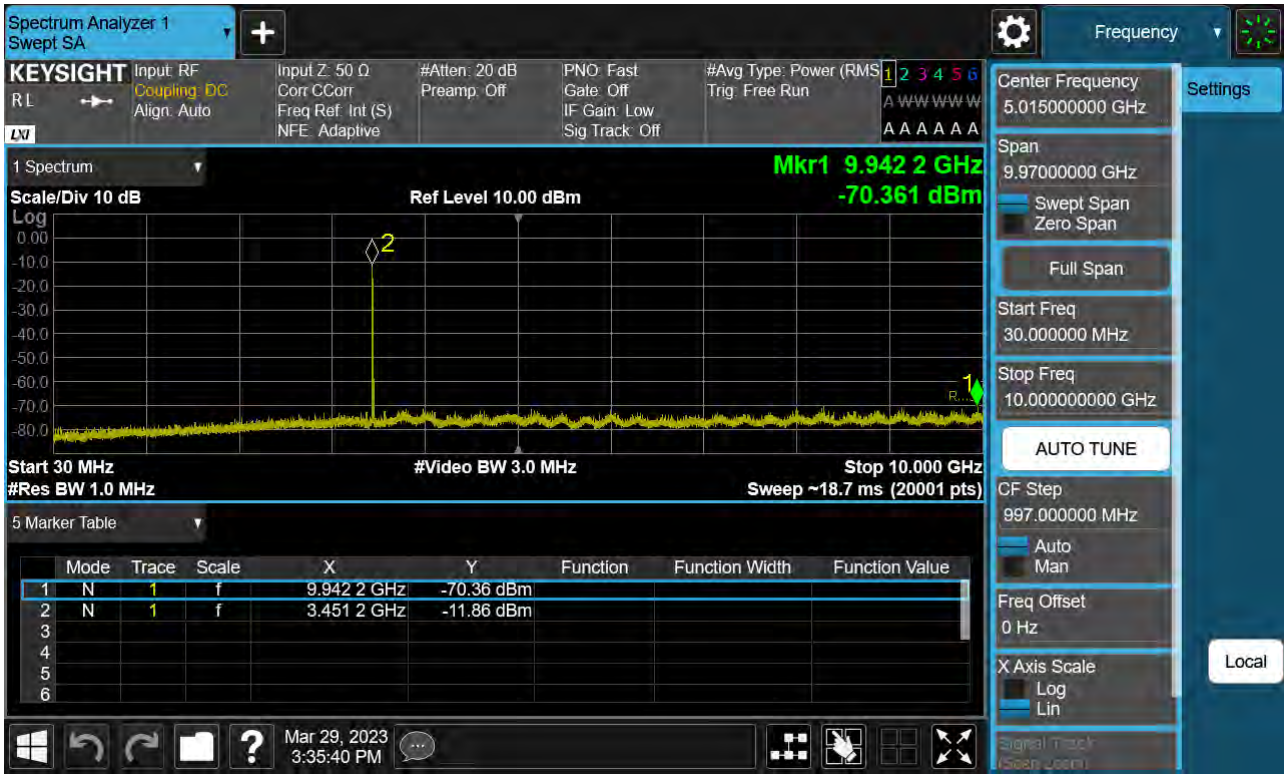 Spectrum Analyzer 1
Swept SA
+
Frequency
KEYSIGHT
RL
LXI
Input: RF
Coupling: DC
Align: Auto
Input Z: 50 Ω
Corr CCorr
Freq Ref: Int (S)
NFE: Adaptive
#Atten: 20 dB
Preamp: Off
PNO: Fast
Gate: Off
IF Gain: Low
Sig Track: Off
#Avg Type: Power (RMS
Trig: Free Run
1 2 3 4 5 6
A W W W W W
A A A A A A
1 Spectrum
Mkr1 9.942 2 GHz
Scale/Div 10 dB
Ref Level 10.00 dBm
-70.361 dBm
Log
0.00
-10.0
-20.0
-30.0
-40.0
-50.0
-60.0
-70.0
-80.0
2
1
Start 30 MHz
#Video BW 3.0 MHz
Stop 10.000 GHz
#Res BW 1.0 MHz
Sweep ~18.7 ms (20001 pts)
5 Marker Table
Mode Trace Scale X Y Function Function Width Function Value
1 N 1 f 9.942 2 GHz -70.36 dBm
2 N 1 f 3.451 2 GHz -11.86 dBm
3
4
5
6
Mar 29, 2023
3:35:40 PM
?
Center Frequency
5.015000000 GHz
Settings
Span
9.97000000 GHz
Swept Span
Zero Span
Full Span
Start Freq
30.000000 MHz
Stop Freq
10.000000000 GHz
AUTO TUNE
CF Step
997.000000 MHz
Auto
Man
Freq Offset
0 Hz
X Axis Scale
Log
Lin
Local
Signal Track
(Span Zoom)